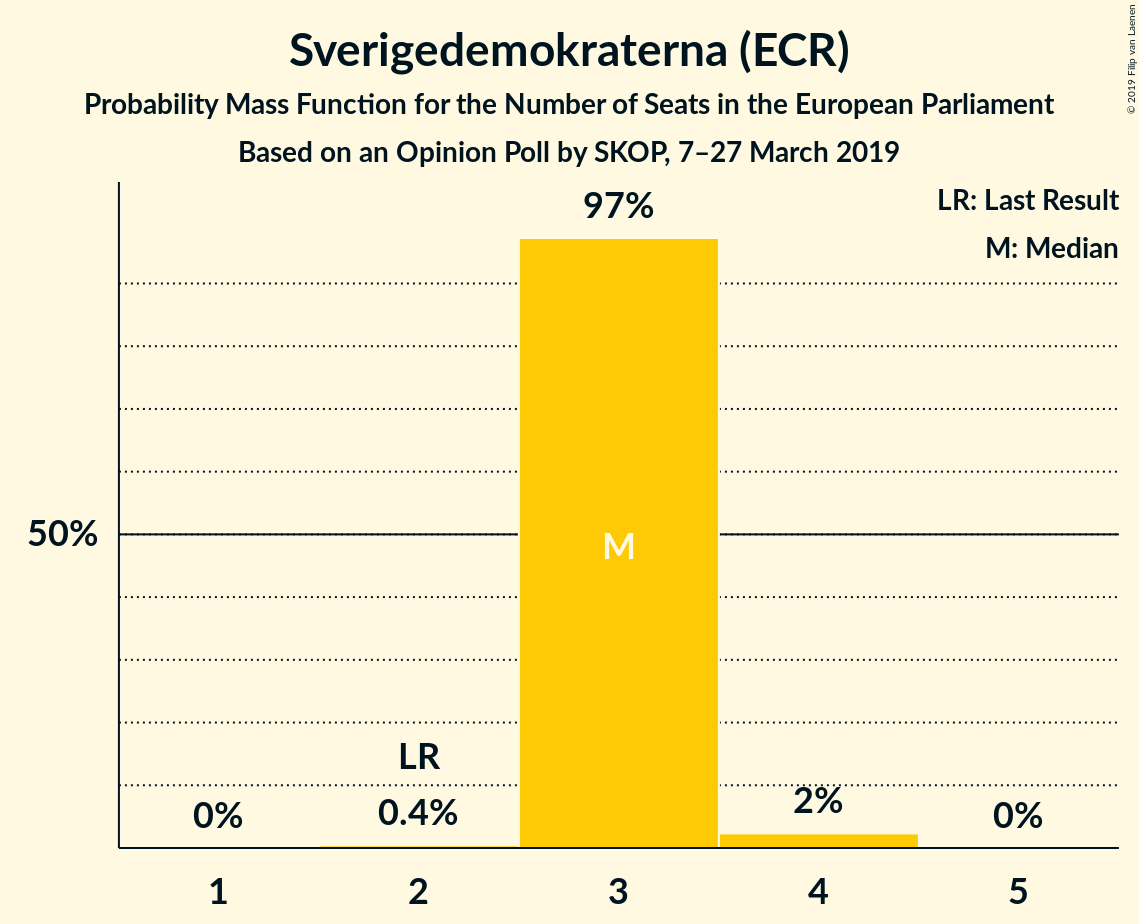 Sverigedemokraterna (ECR)
Probability Mass Function for the Number of Seats in the European Parliament
Based on an Opinion Poll by SKOP, 7–27 March 2019
© 2019 Filip van Laenen
LR: Last Result
M: Median
97%
50%
M
LR
0%
0.4%
2%
0%
1
2
3
4
5